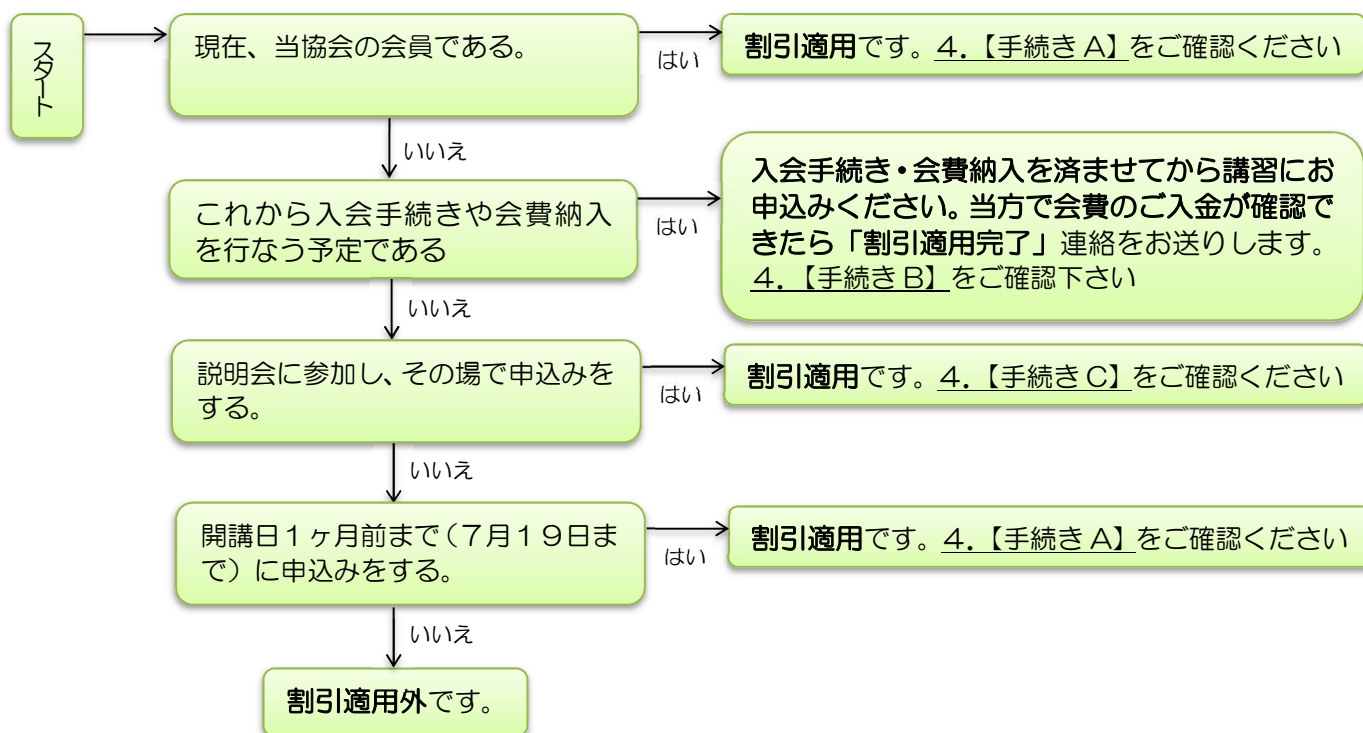 スタート
現在、当協会の会員である。
はい
割引適用です。４.【手続きＡ】をご確認ください
いいえ
これから入会手続きや会費納入
を行なう予定である
はい
入会手続き・会費納入を済ませてから講習にお
申込みください。当方で会費のご入金が確認で
きたら「割引適用完了」連絡をお送りします。
４.【手続きＢ】をご確認下さい
いいえ
説明会に参加し、その場で申込みを
する。
はい
割引適用です。４.【手続きＣ】をご確認ください
いいえ
開講日１ヶ月前まで（７月１９日ま
で）に申込みをする。
はい
割引適用です。４.【手続きＡ】をご確認ください
いいえ
割引適用外です。